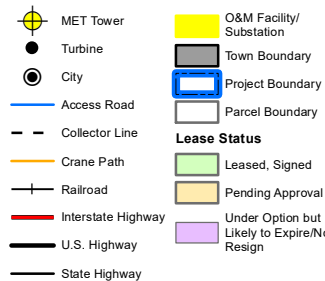 MET Tower
Turbine
City
Access Road
Collector Line
Crane Path
Railroad
Interstate Highway
U.S. Highway
State Highway
O&M Facility/
Substation
Town Boundary
Project Boundary
Parcel Boundary
Lease Status
Leased, Signed
Pending Approval
Under Option but
Likely to Expire/No
Resign